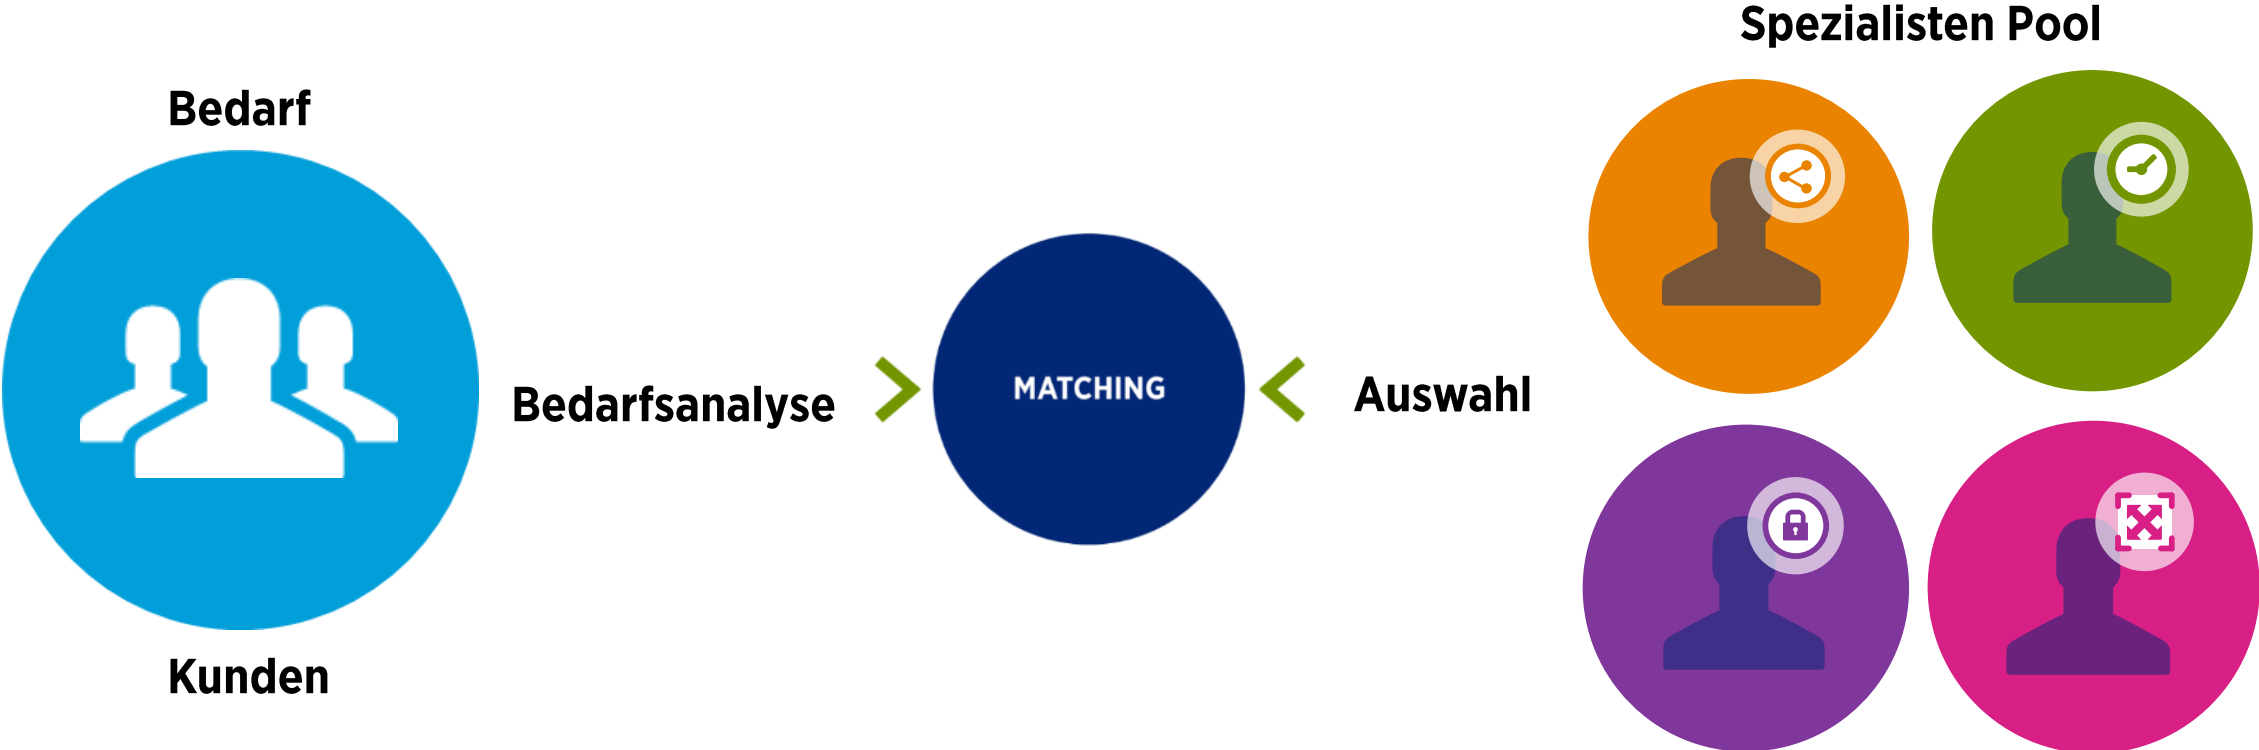 Spezialisten Pool
Bedarf
Bedarfsanalyse
MATCHING
Auswahl
Kunden